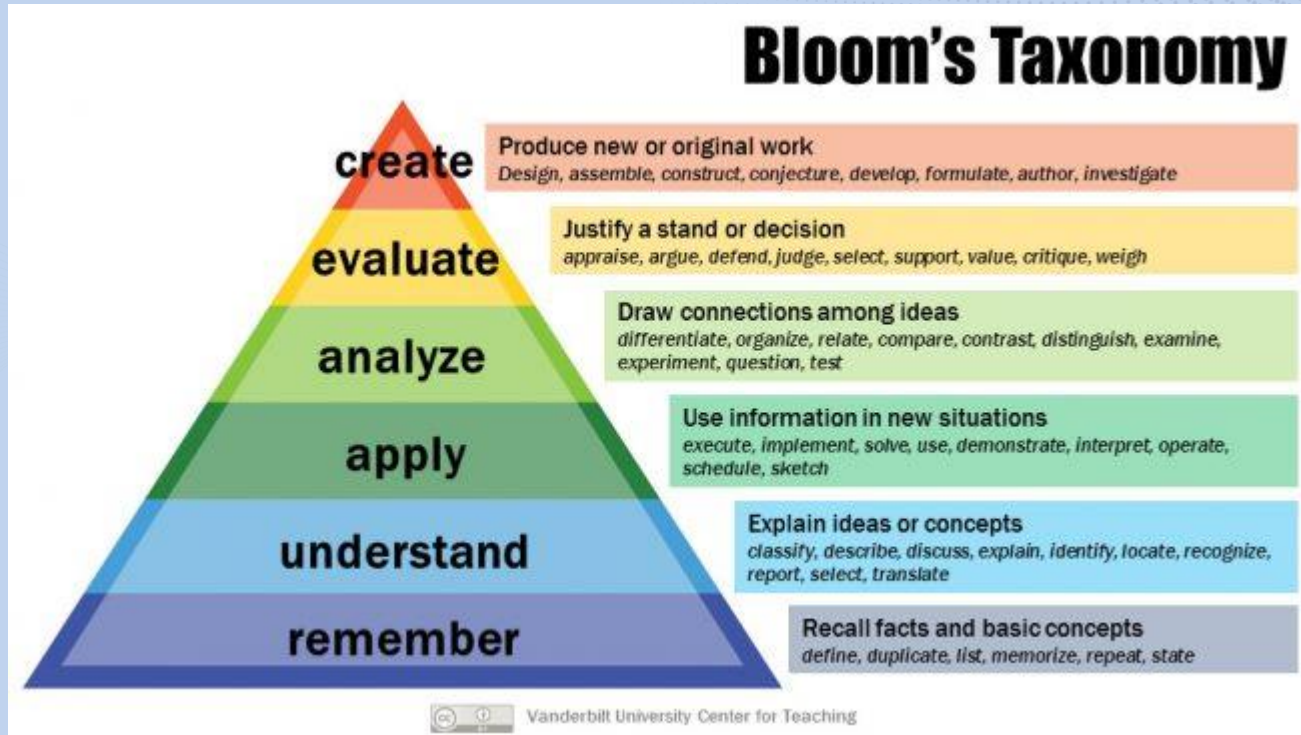 Bloom's Taxonomy
create
Produce new or original work
Design, assemble, construct, conjecture, develop, formulate, author, investigate
evaluate
Justify a stand or decision
appraise, argue, defend, judge, select, support, value, critique, weigh
analyze
Draw connections among ideas
differentiate, organize, relate, compare, contrast, distinguish, examine,
experiment, question, test
apply
Use information in new situations
execute, implement, solve, use, demonstrate, interpret, operate,
schedule, sketch
understand
Explain ideas or concepts
classify, describe, discuss, explain, identify, locate, recognize,
report, select, translate
remember
Recall facts and basic concepts
define, duplicate, list, memorize, repeat, state
cc
Vanderbilt University Center for Teaching